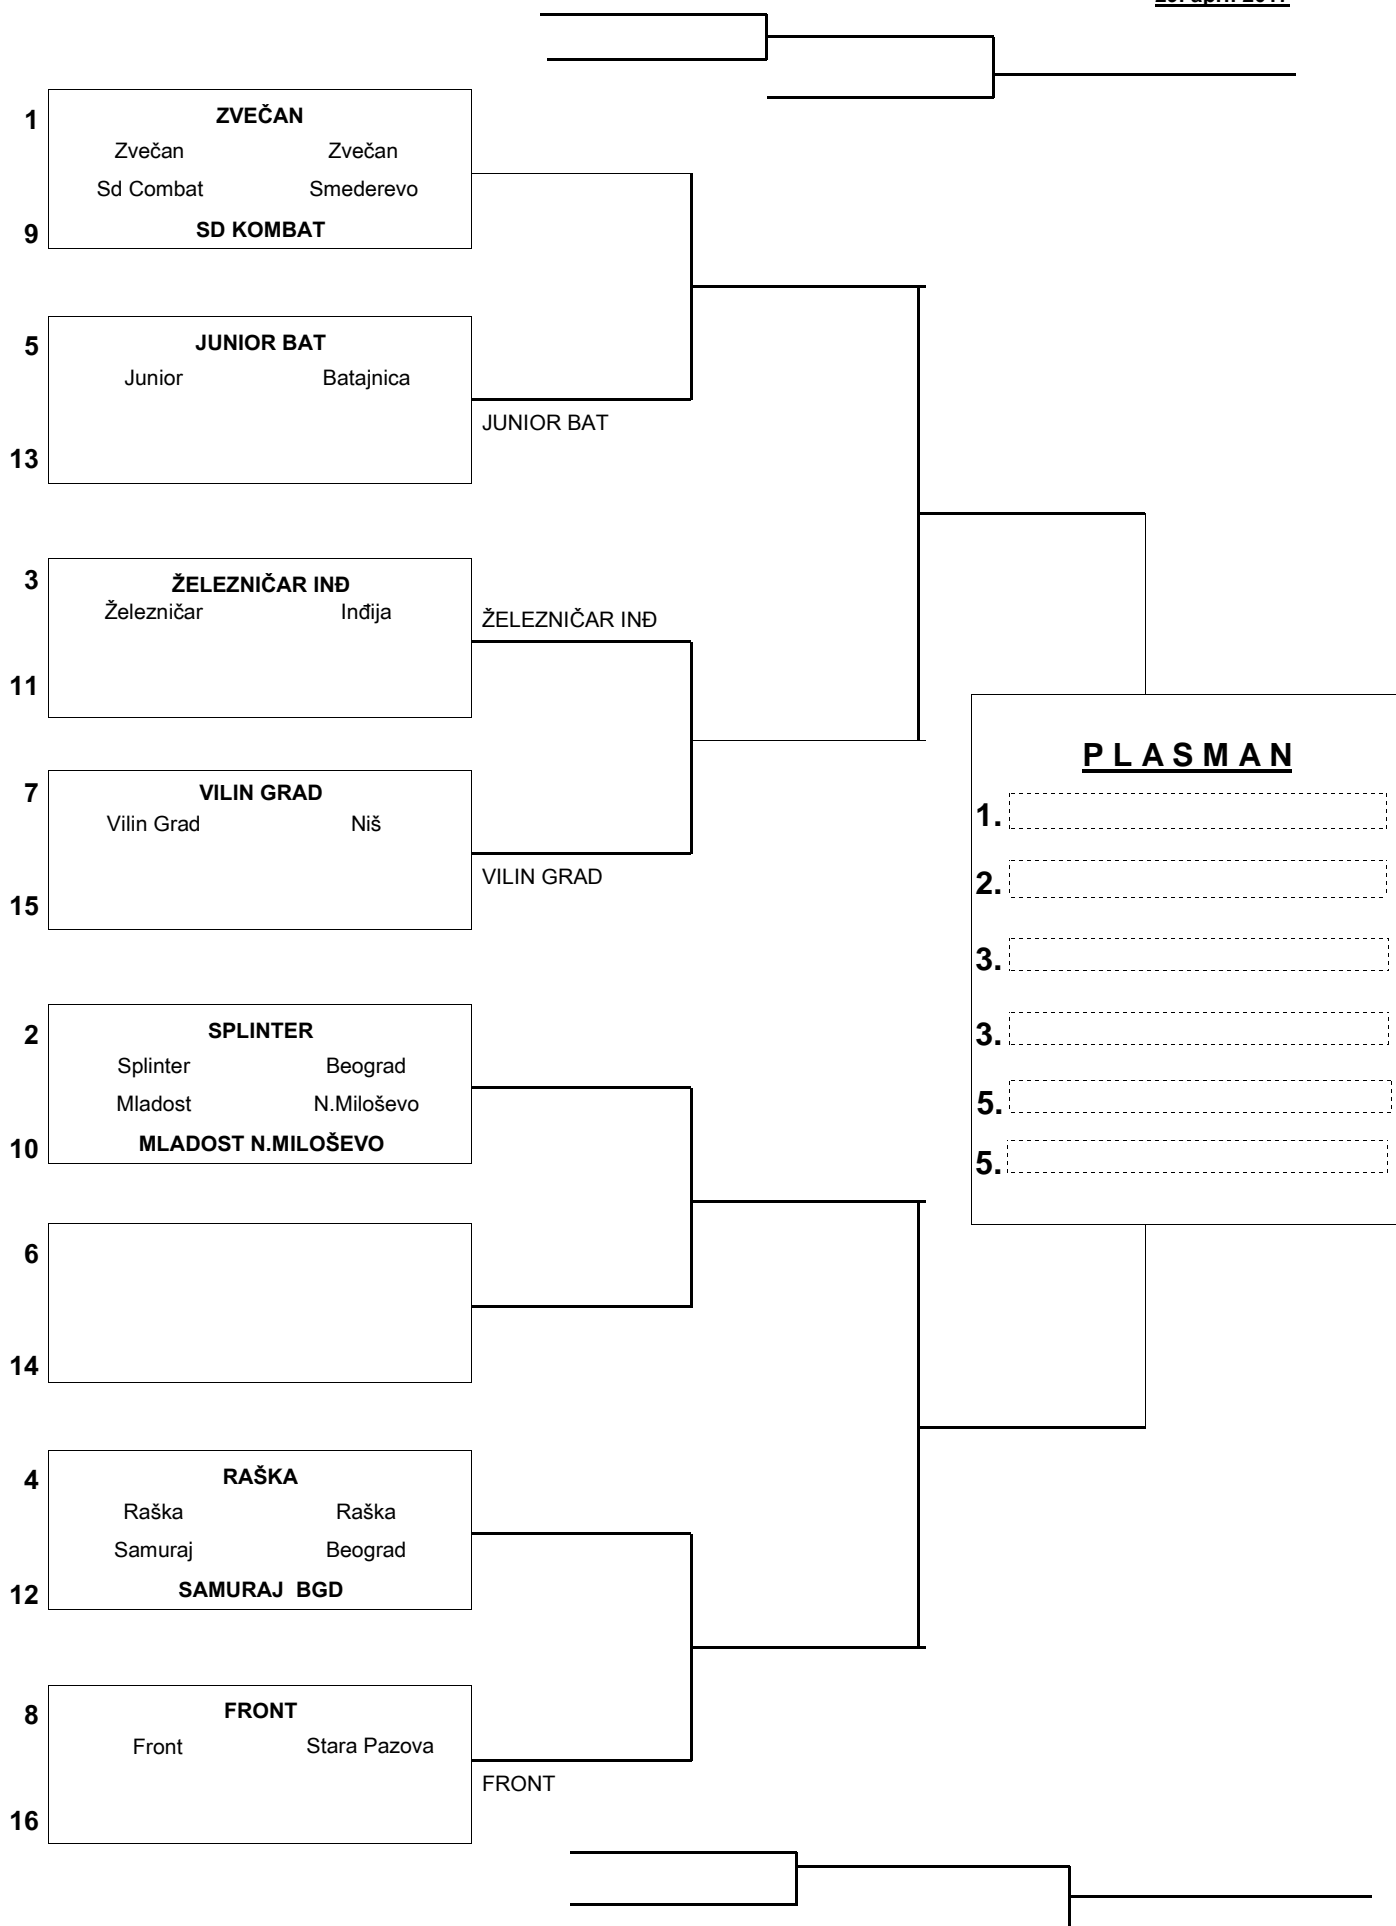 1 ZVEČAN
Zvečan Zvečan
Sd Combat Smederevo
9 SD KOMBAT
5 JUNIOR BAT
Junior Batajnica
JUNIOR BAT
13
3 ŽELEZNIČAR INĐ
Železničar Inđija
ŽELEZNIČAR INĐ
11
7 VILIN GRAD
Vilin Grad Niš
VILIN GRAD
15
2 SPLINTER
Splinter Beograd
Mladost N.Miloševo
10 MLADOST N.MILOŠEVO
6
14
4 RAŠKA
Raška Raška
Samuraj Beograd
12 SAMURAJ BGD
8 FRONT
Front Stara Pazova
FRONT
16
P L A S M A N
1.
2.
3.
3.
5.
5.